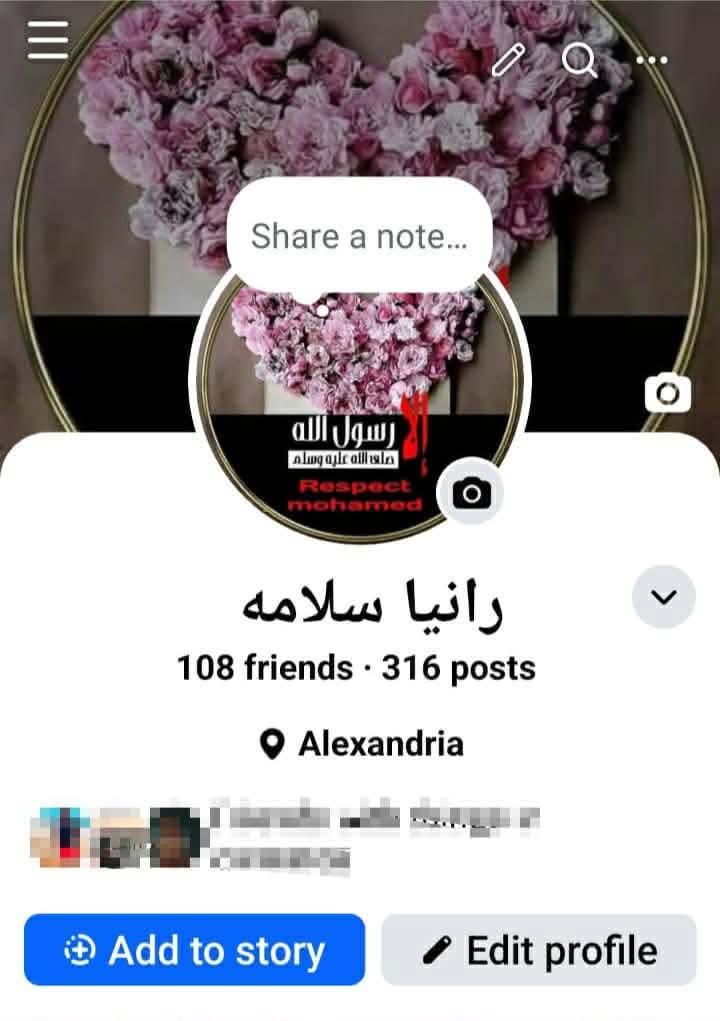 Share a note...
إلا
رسول الله
صلى الله عليه وسلم
Respect
mohamed
رانيا سلامه
108 friends · 316 posts
Alexandria
Add to story
Edit profile